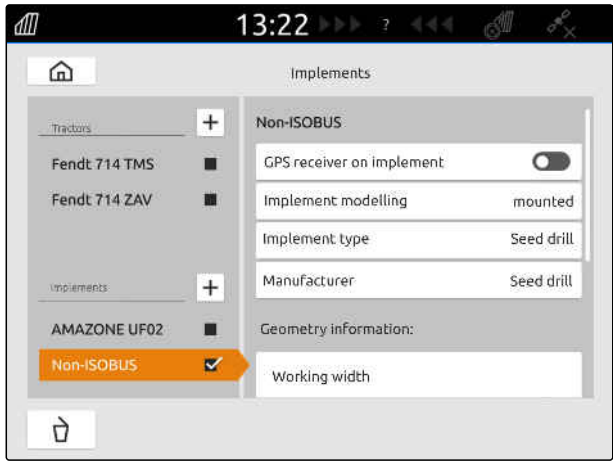 13:22 ?
Implements
Tractors
Fendt 714 TMS
Fendt 714 ZAV
Implements
AMAZONE UF02
Non-ISOBUS
Non-ISOBUS
GPS receiver on implement
Implement modelling mounted
Implement type Seed drill
Manufacturer Seed drill
Geometry information:
Working width